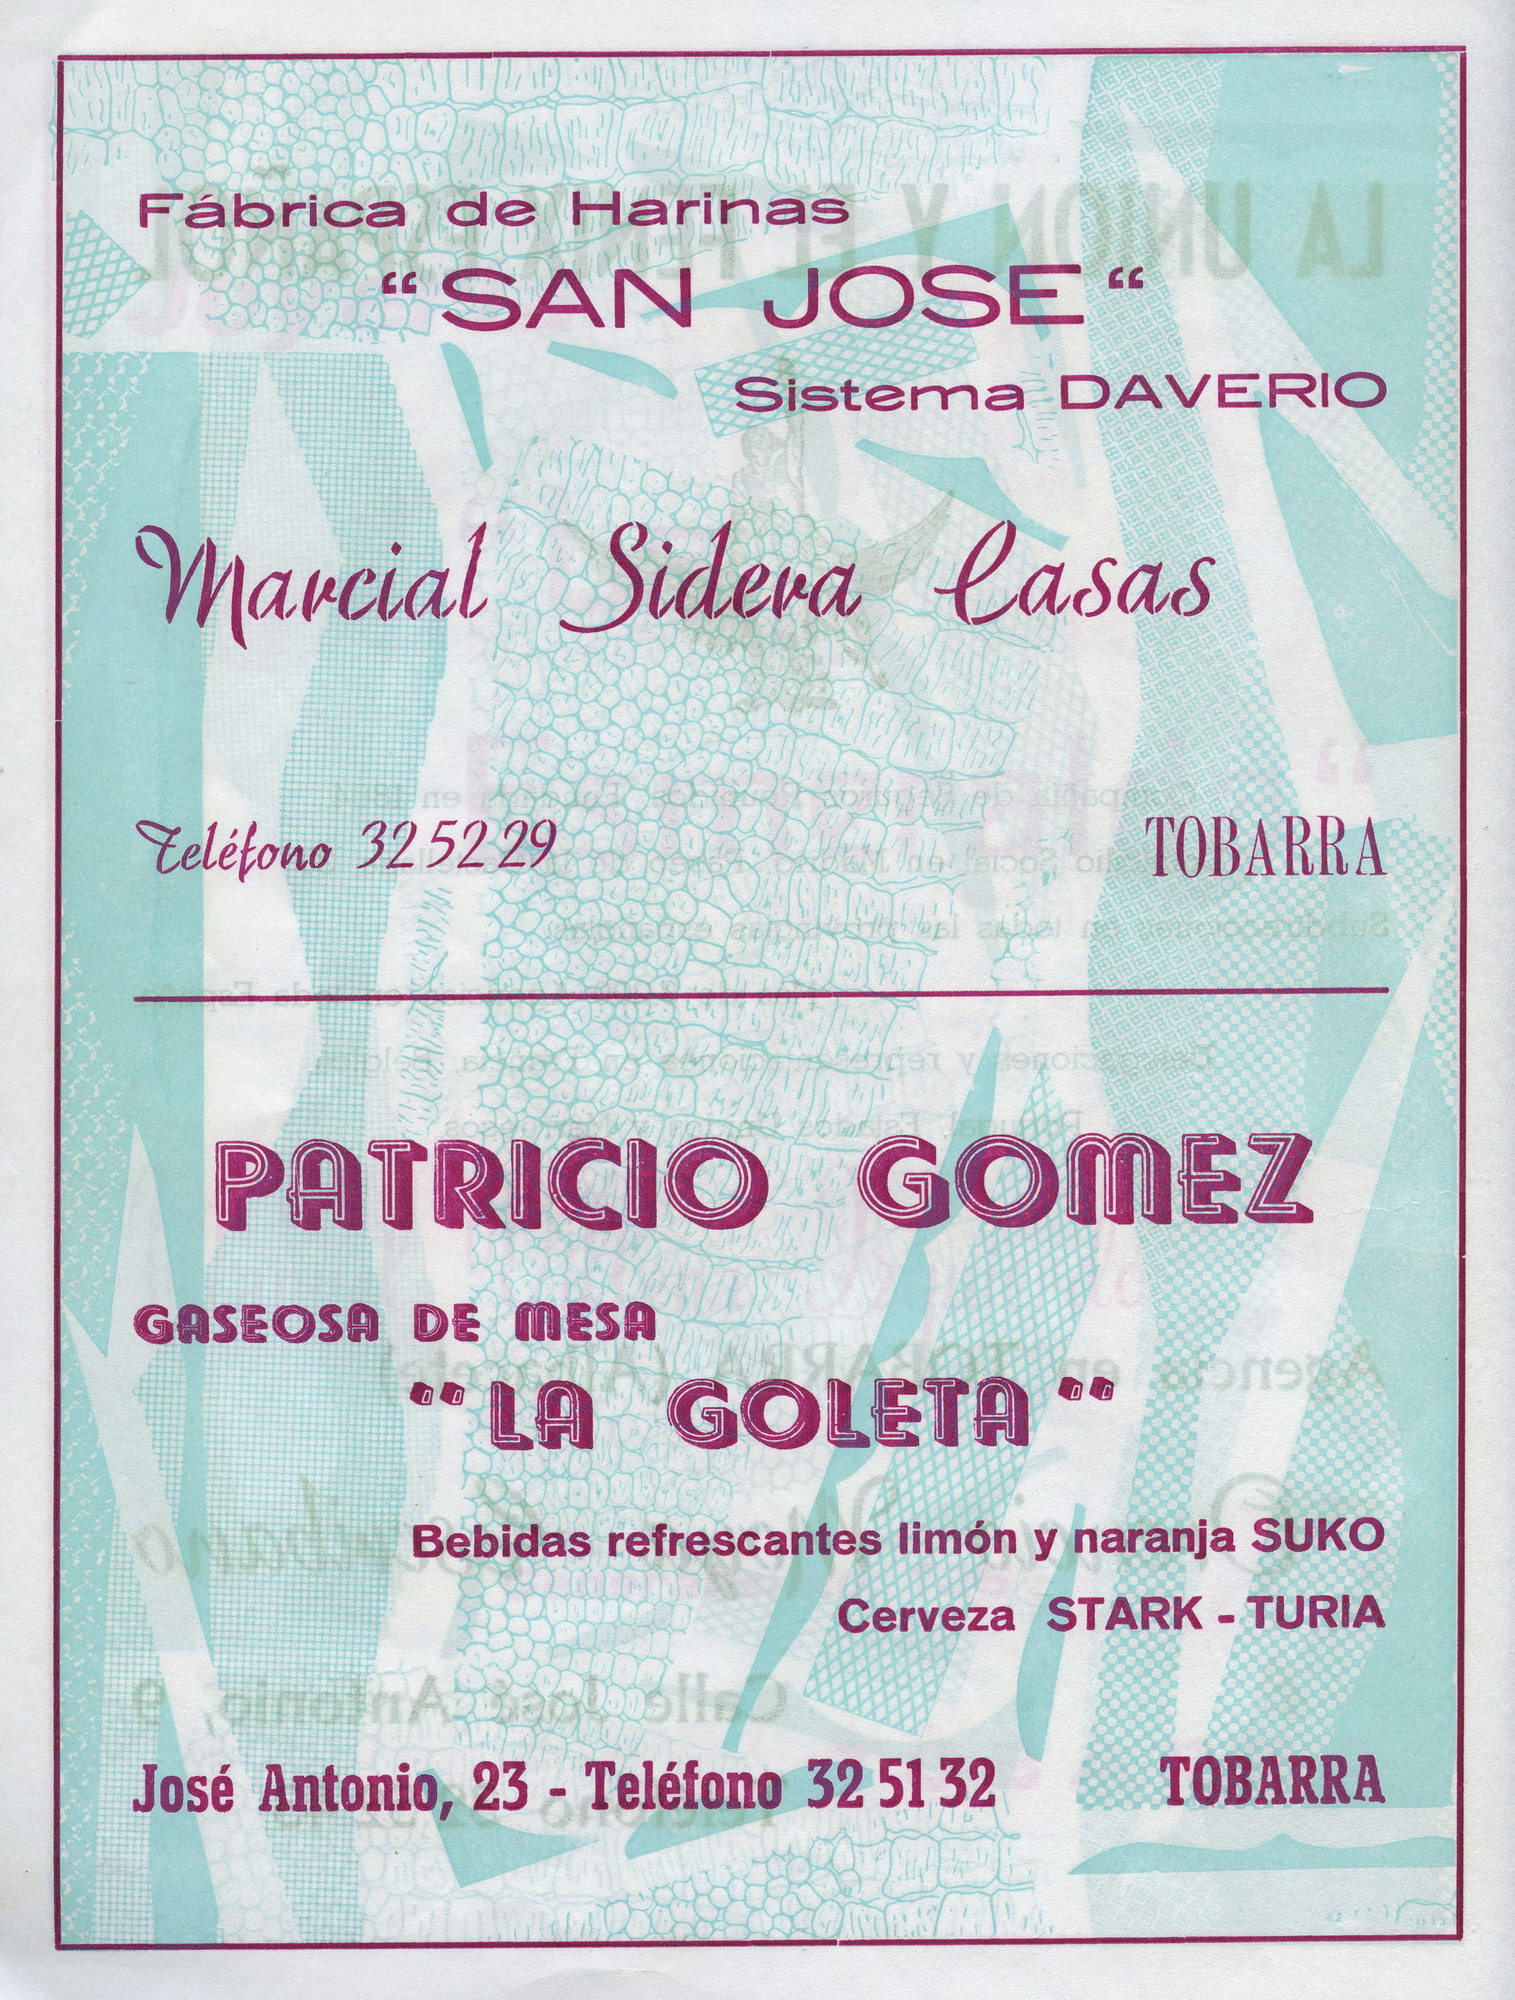 Fábrica de Harinas
“SAN JOSE“
Sistema DAVERIO
Marcial Sidera Casas
Teléfono 32 52 29 TOBARRA
PATRICIO GOMEZ
GASEOSA DE MESA
"LA GOLETA"
Bebidas refrescantes limón y naranja SUKO
Cerveza STARK - TURIA
José Antonio, 23 - Teléfono 32 51 32 TOBARRA